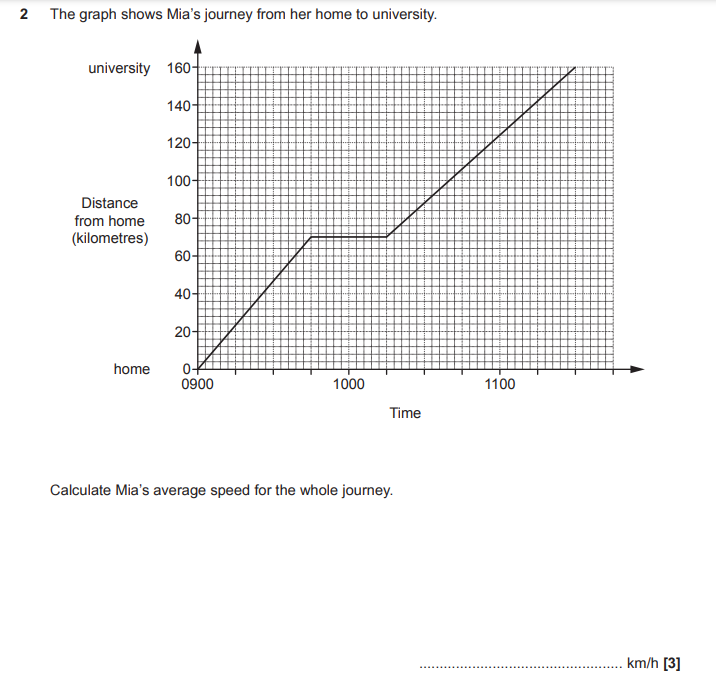 2 The graph shows Mia’s journey from her home to university.
university 160
140
120
100
Distance
from home
(kilometres)
80
60
40
20
home 0
0900 1000 1100
Time
Calculate Mia’s average speed for the whole journey.
.................................................. km/h [3]